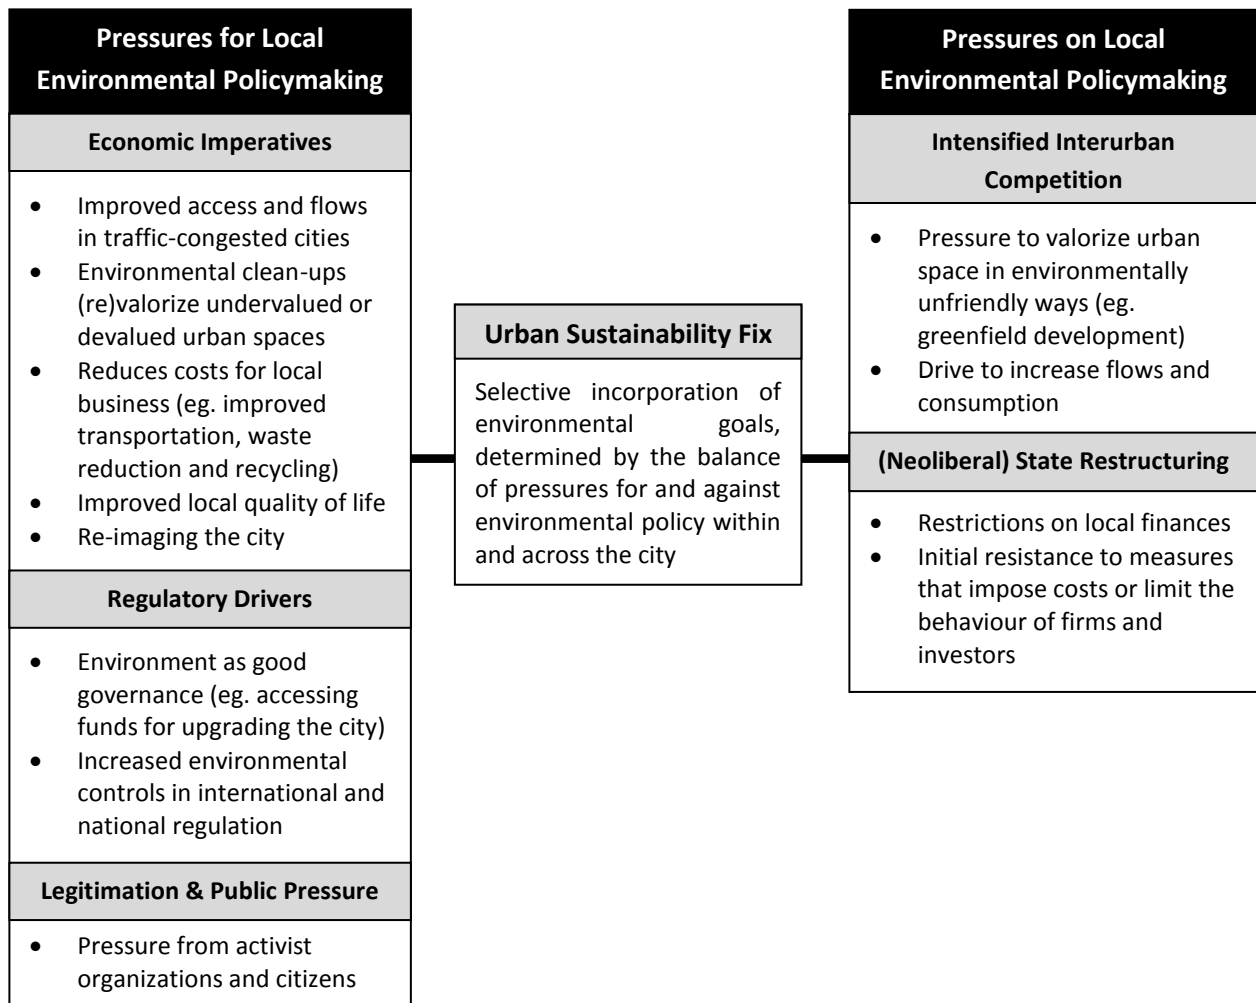 Pressures for Local
Environmental Policymaking
Economic Imperatives
• Improved access and flows
in traffic-congested cities
• Environmental clean-ups
(re)valorize undervalued or
devalued urban spaces
• Reduces costs for local
business (eg. improved
transportation, waste
reduction and recycling)
• Improved local quality of life
• Re-imaging the city
Regulatory Drivers
• Environment as good
governance (eg. accessing
funds for upgrading the city)
• Increased environmental
controls in international and
national regulation
Legitimation & Public Pressure
• Pressure from activist
organizations and citizens
Urban Sustainability Fix
Selective incorporation of
environmental goals,
determined by the balance
of pressures for and against
environmental policy within
and across the city
Pressures on Local
Environmental Policymaking
Intensified Interurban
Competition
• Pressure to valorize urban
space in environmentally
unfriendly ways (eg.
greenfield development)
• Drive to increase flows and
consumption
(Neoliberal) State Restructuring
• Restrictions on local finances
• Initial resistance to measures
that impose costs or limit the
behaviour of firms and
investors